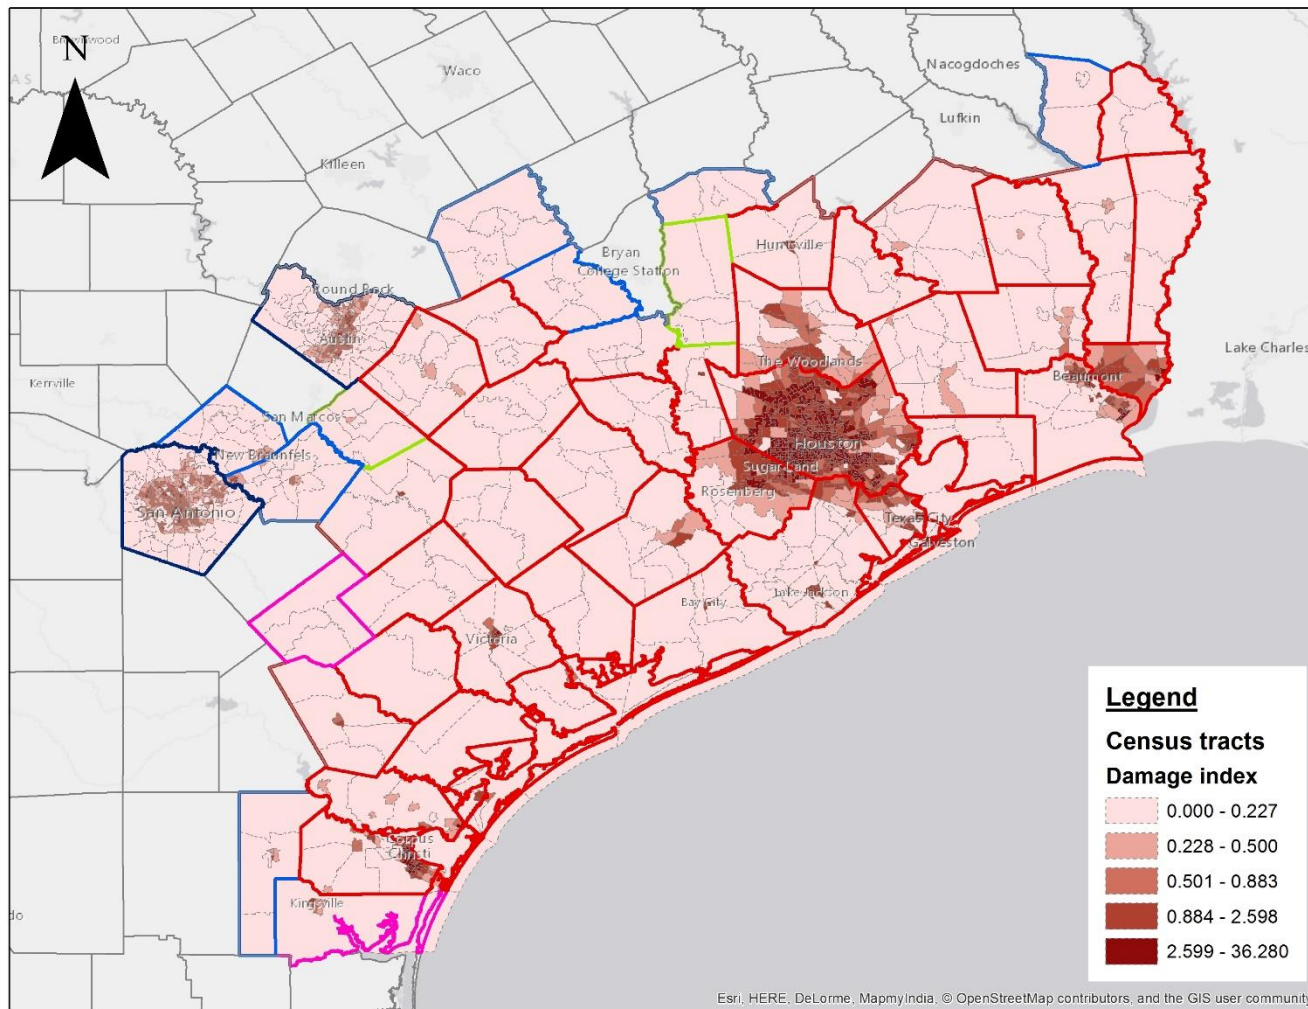 Brownwood
N
Waco
Nacogdoches
Lufkin
Killeen
Bryan
College Station
Huntsville
Round Rock
Austin
The Woodlands
Lake Charles
Beaumont
Kerrville
San Marcos
New Braunfels
Houston
Sugar Land
Rosenberg
San Antonio
Texas City
Galveston
Lake Jackson
Bay City
Victoria
Corpus
Christi
Kingsville
do
Legend
Census tracts
Damage index
0.000 - 0.227
0.228 - 0.500
0.501 - 0.883
0.884 - 2.598
2.599 - 36.280
Esri, HERE, DeLorme, MapmyIndia, © OpenStreetMap contributors, and the GIS user community